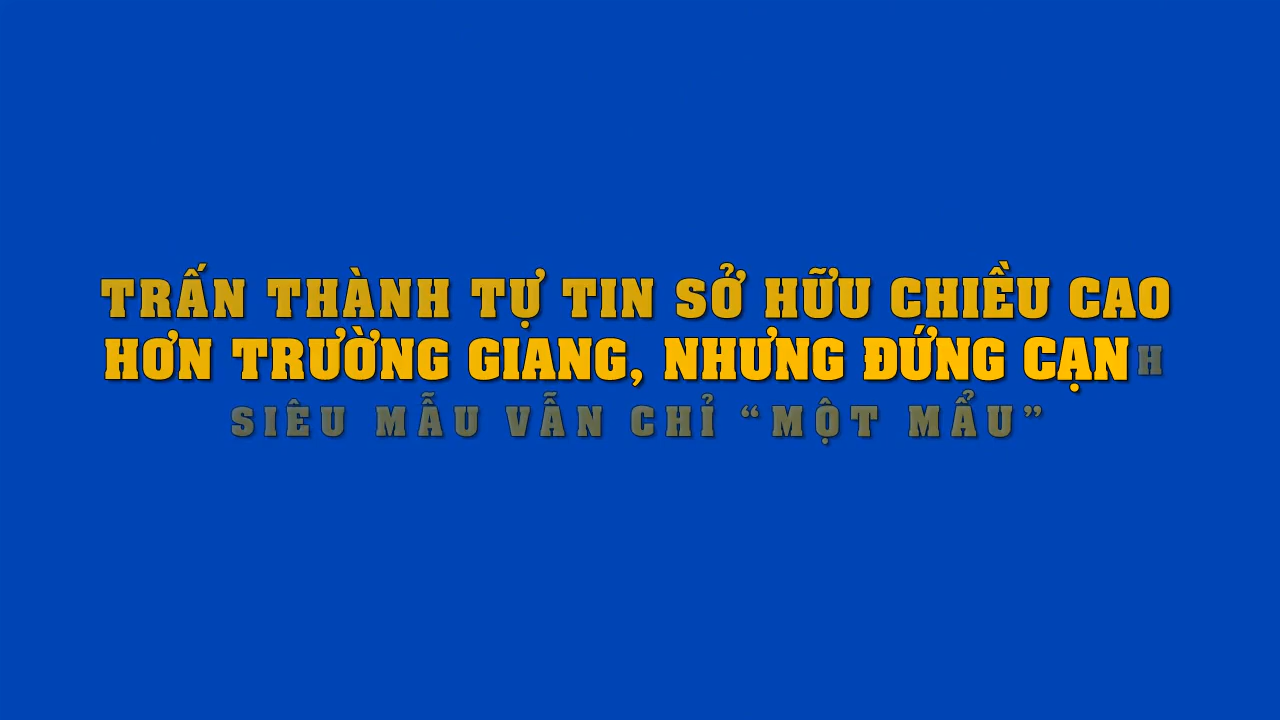 TRẤN THÀNH TỰ TIN SỞ HỮU CHIỀU CAO
HƠN TRƯỜNG GIANG, NHƯNG ĐỨNG CẠNH
SIÊU MẪU VẪN CHỈ “MỘT MẨU”